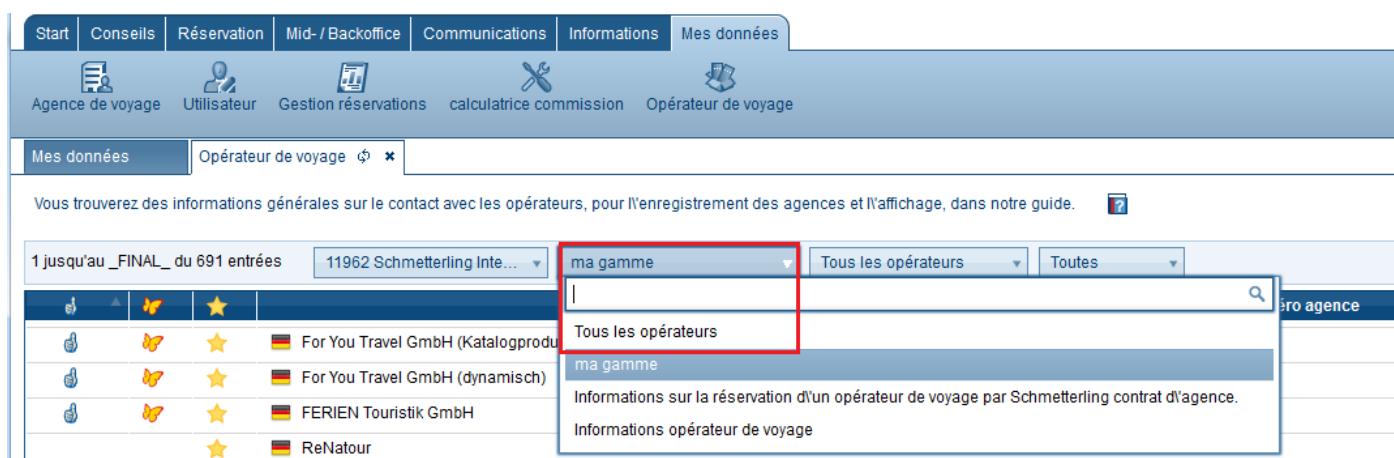 Start Conseils Réservation Mid- / Backoffice Communications Informations Mes données
Agence de voyage Utilisateur Gestion réservations calculatrice commission Opérateur de voyage
Mes données Opérateur de voyage
Vous trouverez des informations générales sur le contact avec les opérateurs, pour l\'enregistrement des agences et l\'affichage, dans notre guide.
1 jusqu'au _FINAL_ du 691 entrées 11962 Schmetterling Inte... ma gamme Tous les opérateurs Toutes
agence
Tous les opérateurs
For You Travel GmbH
ma gamme
For You Travel GmbH (dynamisch)
Informations sur la réservation d\'un opérateur de voyage par Schmetterling contrat d\'agence.
FERIEN Touristik GmbH
Informations opérateur de voyage
ReNatour